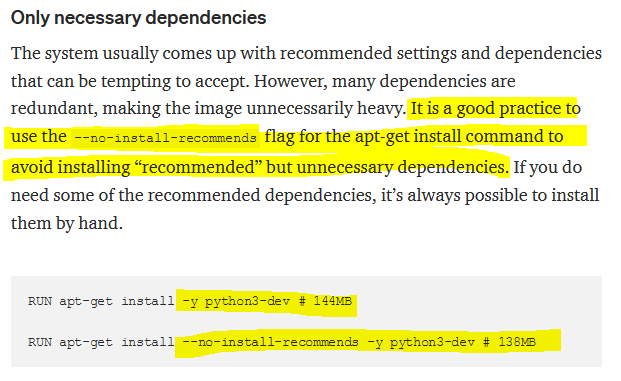 Only necessary dependencies
The system usually comes up with recommended settings and dependencies
that can be tempting to accept. However, many dependencies are
redundant, making the image unnecessarily heavy. It is a good practice to
use the --no-install-recommends flag for the apt-get install command to
avoid installing “recommended” but unnecessary dependencies. If you do
need some of the recommended dependencies, it’s always possible to install
them by hand.
RUN apt-get install -y python3-dev # 144MB
RUN apt-get install --no-install-recommends -y python3-dev # 138MB